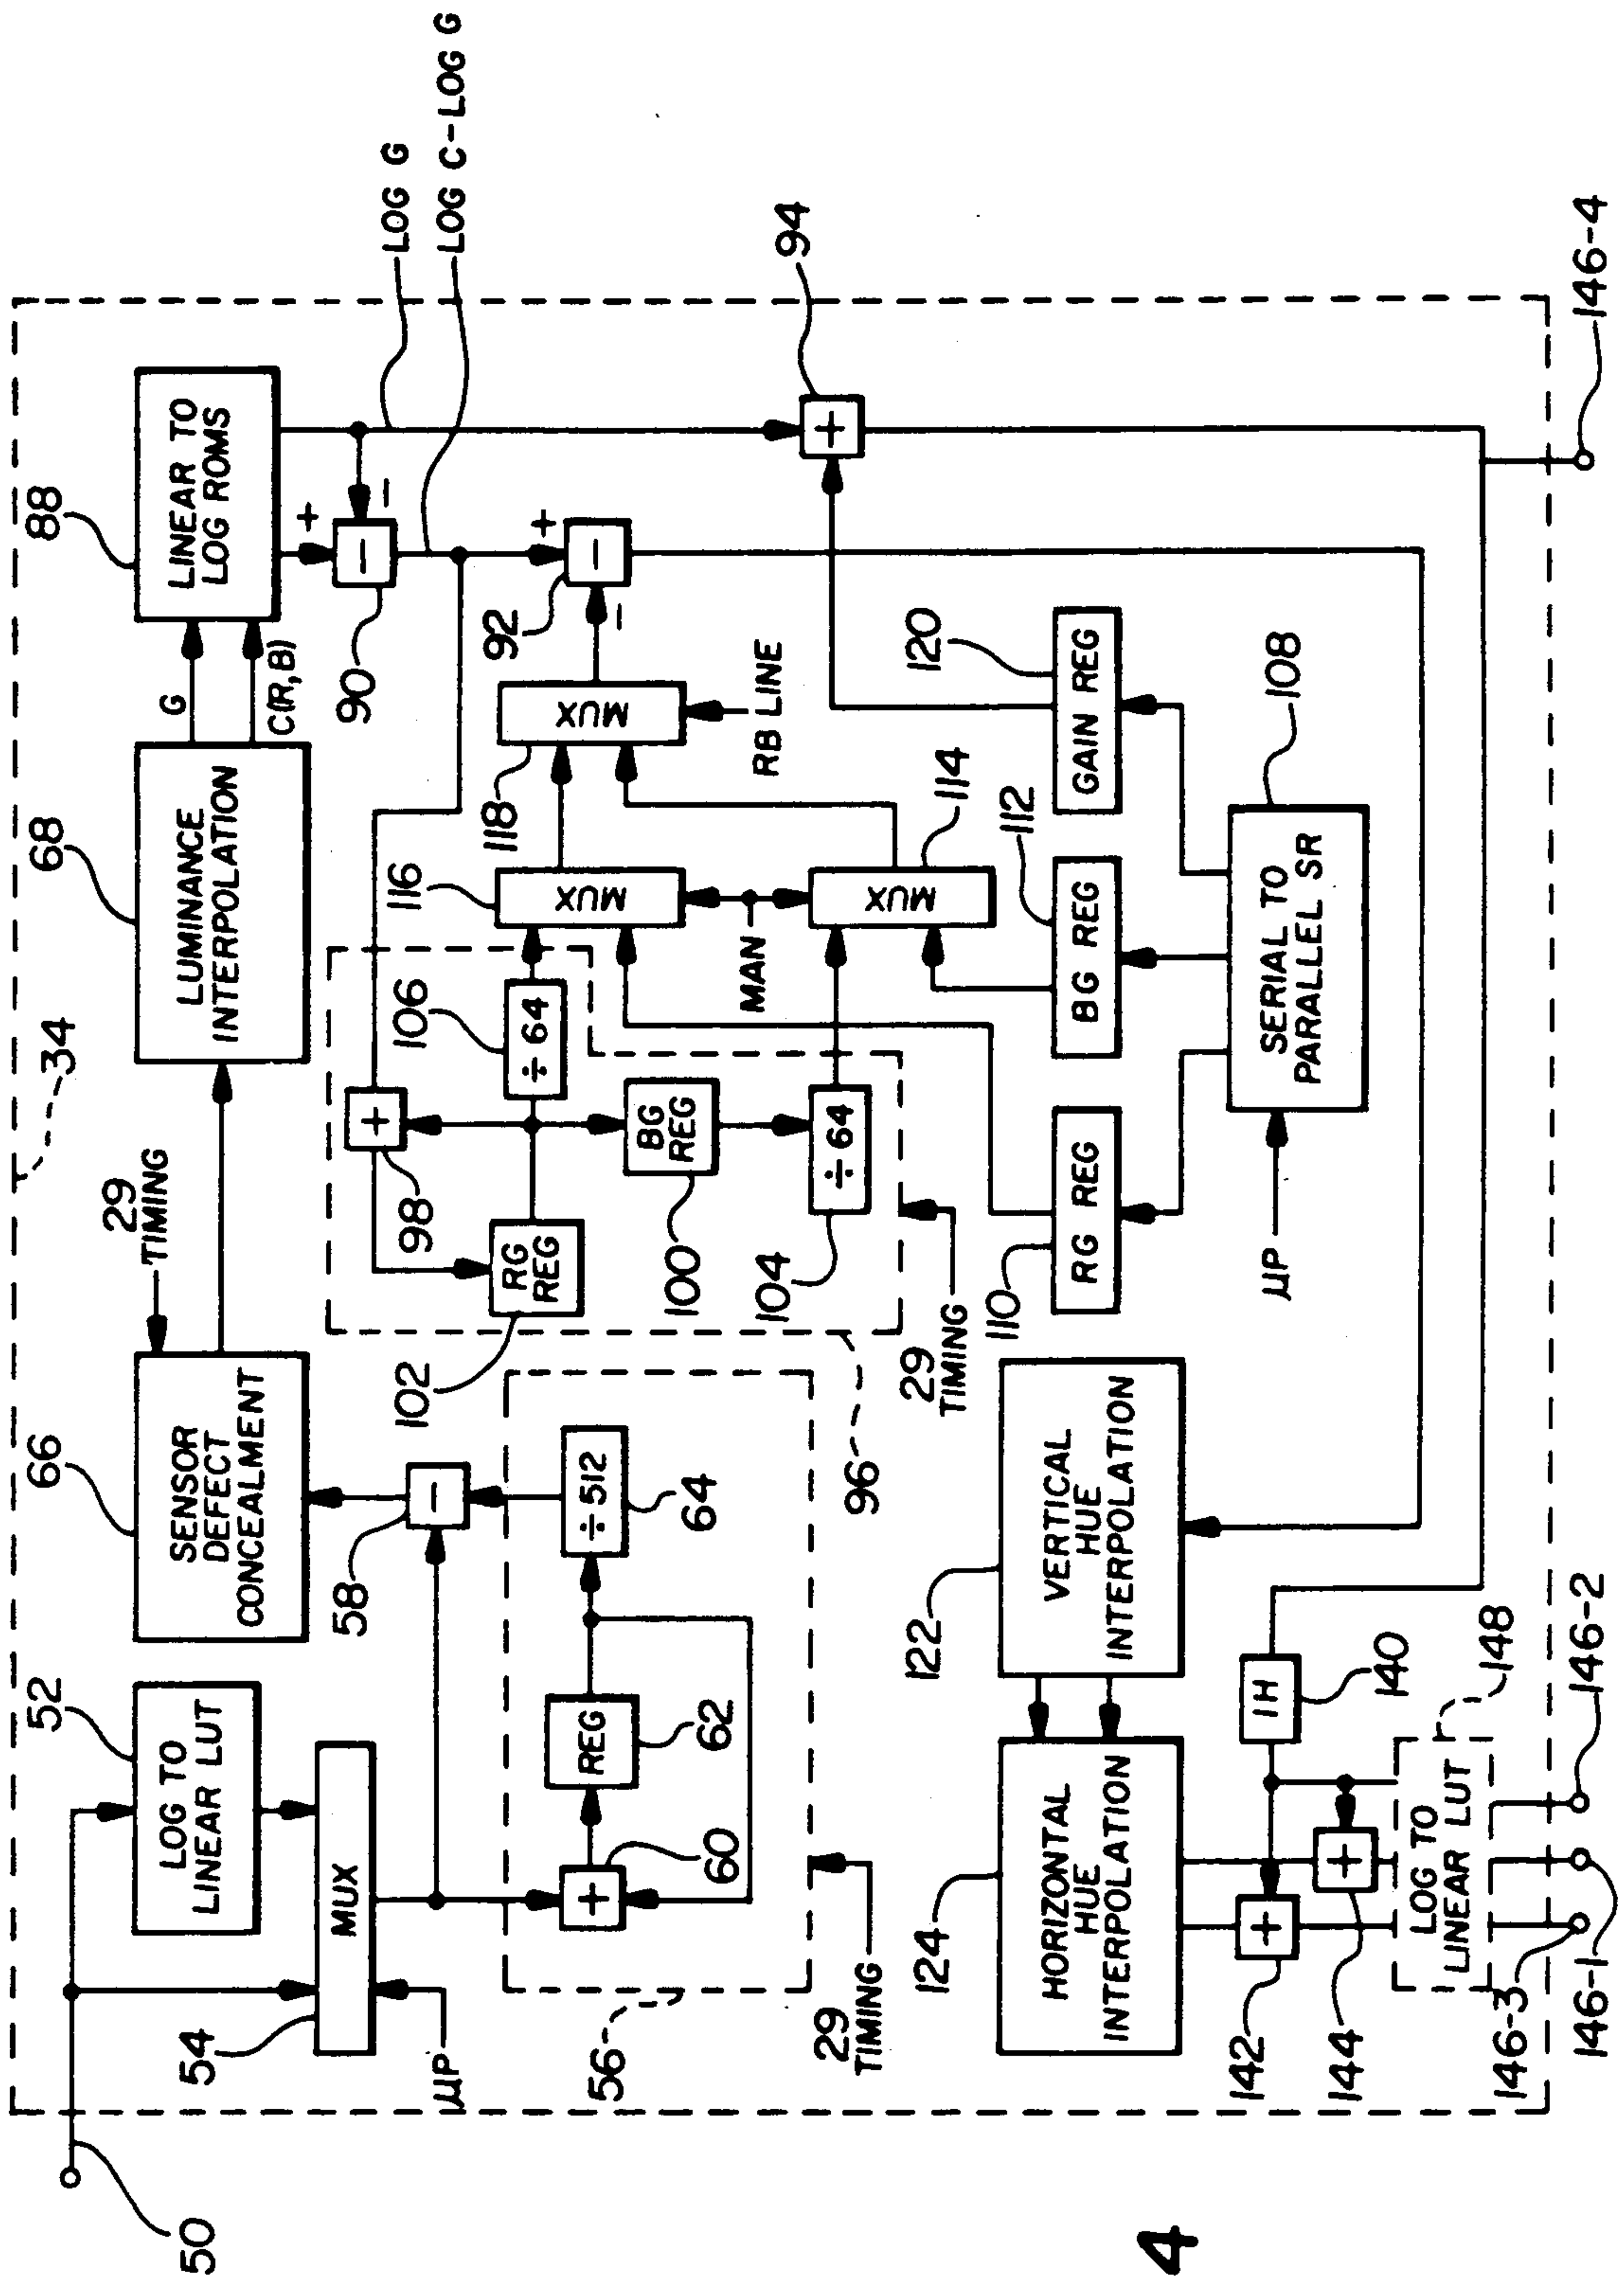 34
50
52
LOG TO
LINEAR LUT
54
MUX
μP
66
SENSOR
DEFECT
CONCEALMENT
29
TIMING
58
−
56
60
+
62
REG
÷ 512
64
29
TIMING
68
LUMINANCE
INTERPOLATION
G
C(R,B)
88
LINEAR TO
LOG ROMS
LOG G
LOG C-LOG G
+
−
−
90
+
−
−
92
94
+
96
98
+
102
RG
REG
100
BG
REG
104
÷ 64
106
÷ 64
29
TIMING
116
MUX
118
MUX
RB LINE
MAN
114
MUX
110
RG REG
112
BG REG
120
GAIN REG
108
SERIAL TO
PARALLEL SR
μP
122
VERTICAL
HUE
INTERPOLATION
124
HORIZONTAL
HUE
INTERPOLATION
140
1H
142
+
144
+
148
LOG TO
LINEAR LUT
146-3
146-1
146-2
146-4
4